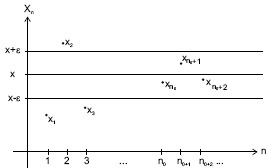 Xₙ
x+ε
x
x-ε
x₂
x₁
x₃
xₙ₀+1
xₙ₀
xₙ₀+2
1 2 3 ... n₀ n₀₊₁ n₀₊₂ ... n